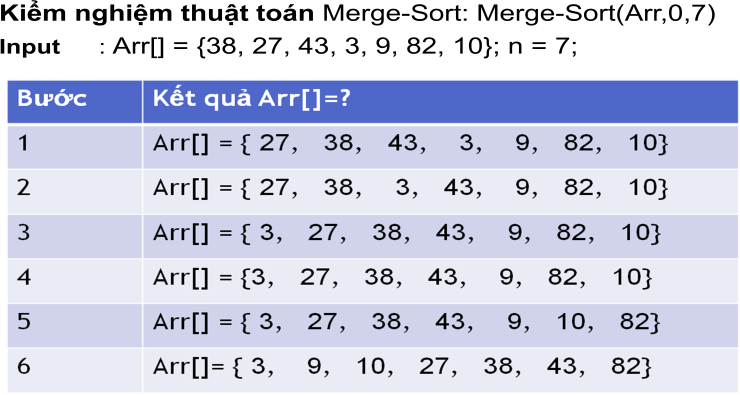 Kiểm nghiệm thuật toán Merge-Sort: Merge-Sort(Arr,0,7)
Input : Arr[] = {38, 27, 43, 3, 9, 82, 10}; n = 7;
Bước Kết quả Arr[]=?
1 Arr[] = { 27, 38, 43, 3, 9, 82, 10}
2 Arr[] = { 27, 38, 3, 43, 9, 82, 10}
3 Arr[] = { 3, 27, 38, 43, 9, 82, 10}
4 Arr[] = {3, 27, 38, 43, 9, 82, 10}
5 Arr[] = { 3, 27, 38, 43, 9, 10, 82}
6 Arr[]= { 3, 9, 10, 27, 38, 43, 82}